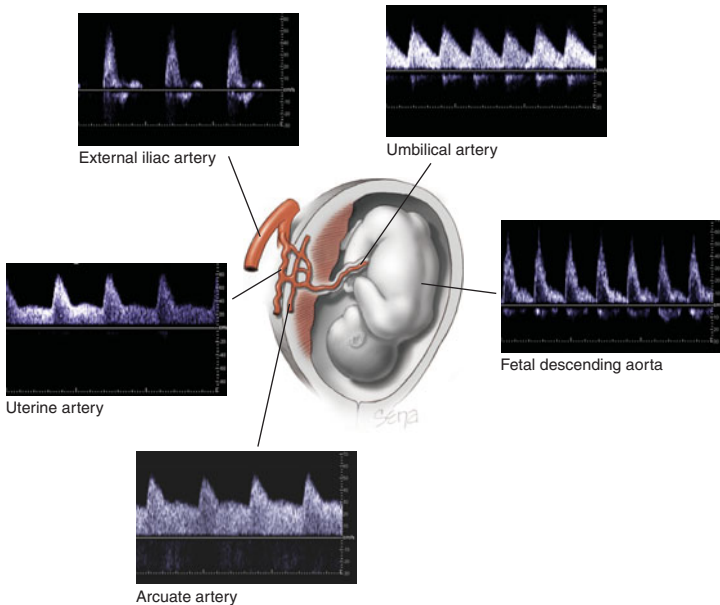 External iliac artery
Umbilical artery
Uterine artery
Fetal descending aorta
Sena
Arcuate artery